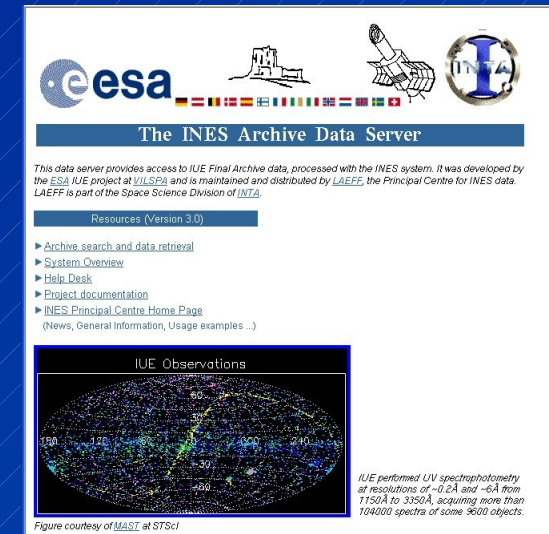 esa
INTA
The INES Archive Data Server
This data server provides access to IUE Final Archive data, processed with the INES system. It was developed by
the ESA IUE project at VILSPA and is maintained and distributed by LAEFF, the Principal Centre for INES data.
LAEFF is part of the Space Science Division of INTA.
Resources (Version 3.0)
Archive search and data retrieval
System Overview
Help Desk
Project documentation
INES Principal Centre Home Page
(News, General Information, Usage examples ...)
IUE Observations
60
30
180 120 60 300 240
-30
-60
IUE performed UV spectrophotometry
at resolutions of ~0.2Å and ~6Å from
1150Å to 3350Å, acquiring more than
104000 spectra of some 9600 objects.
Figure courtesy of MAST at STScI